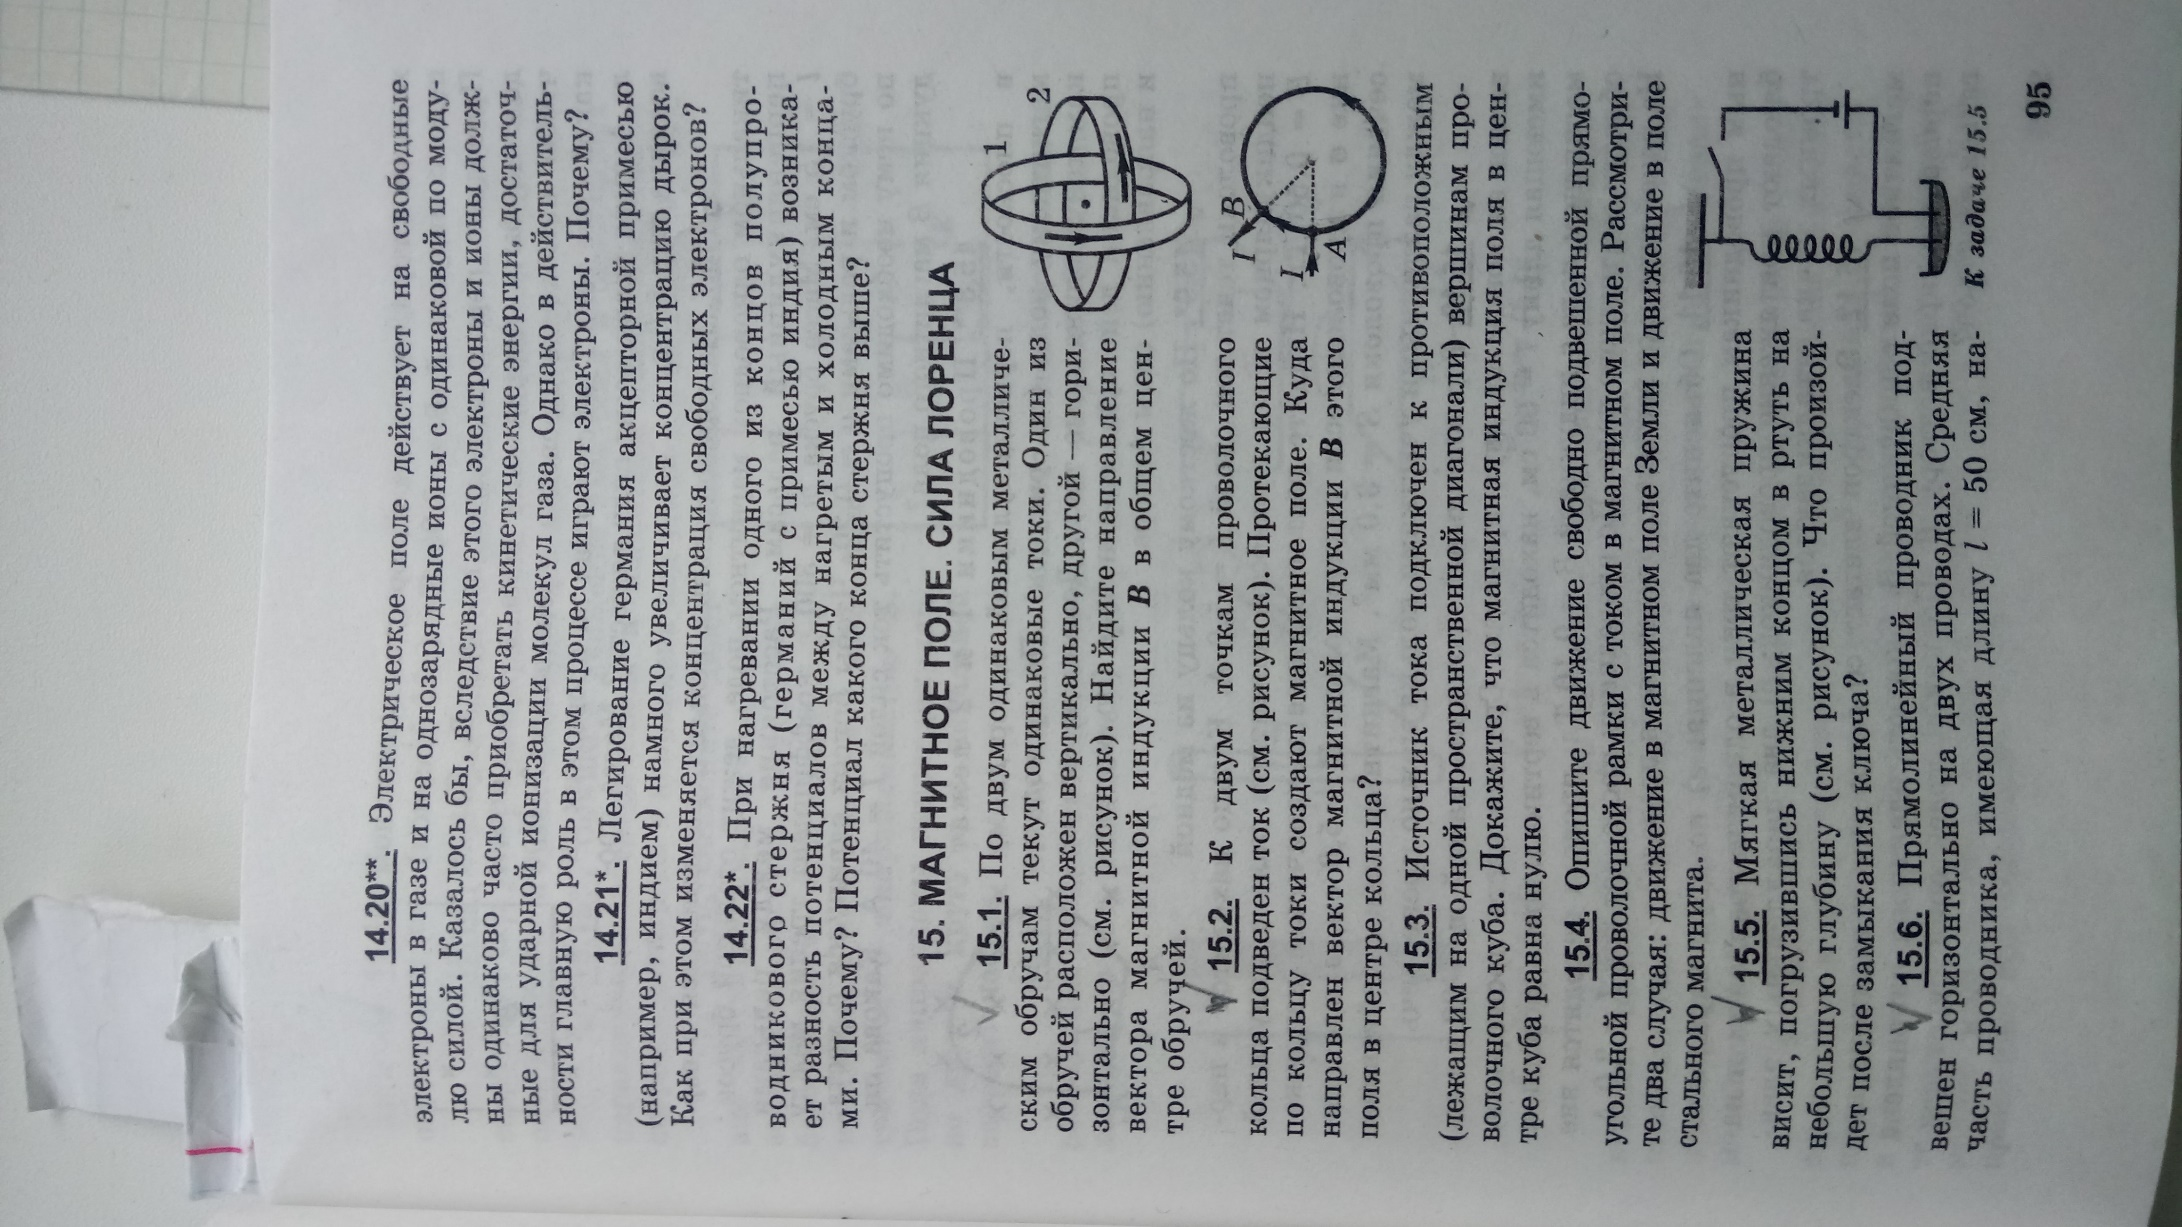 14.20**. Электрическое поле действует на свободные
электроны в газе и на однозарядные ионы с одинаковой по моду-
лю силой. Казалось бы, вследствие этого электроны и ионы долж-
ны одинаково часто приобретать кинетические энергии, достаточ-
ные для ударной ионизации молекул газа. Однако в действитель-
ности главную роль в этом процессе играют электроны. Почему?
14.21*. Легирование германия акцепторной примесью
(например, индием) намного увеличивает концентрацию дырок.
Как при этом изменяется концентрация свободных электронов?
14.22*. При нагревании одного из концов полупро-
водникового стержня (германий с примесью индия) возника-
ет разность потенциалов между нагретым и холодным конца-
ми. Почему? Потенциал какого конца стержня выше?
15. МАГНИТНОЕ ПОЛЕ. СИЛА ЛОРЕНЦА
15.1. По двум одинаковым металличе-
ским обручам текут одинаковые токи. Один из
обручей расположен вертикально, другой — гори-
зонтально (см. рисунок). Найдите направление
вектора магнитной индукции B в общем цен-
тре обручей.
1
2
15.2. К двум точкам проволочного
кольца подведен ток (см. рисунок). Протекающие
по кольцу токи создают магнитное поле. Куда
направлен вектор магнитной индукции B этого
поля в центре кольца?
I
B
I
A
15.3. Источник тока подключен к противоположным
(лежащим на одной пространственной диагонали) вершинам про-
волочного куба. Докажите, что магнитная индукция поля в цен-
тре куба равна нулю.
15.4. Опишите движение свободно подвешенной прямо-
угольной проволочной рамки с током в магнитном поле. Рассмотри-
те два случая: движение в магнитном поле Земли и движение в поле
стального магнита.
15.5. Мягкая металлическая пружина
висит, погрузившись нижним концом в ртуть на
небольшую глубину (см. рисунок). Что произой-
дет после замыкания ключа?
15.6. Прямолинейный проводник под-
вешен горизонтально на двух проводах. Средняя
часть проводника, имеющая длину l = 50 см, на-
К задаче 15.5
95